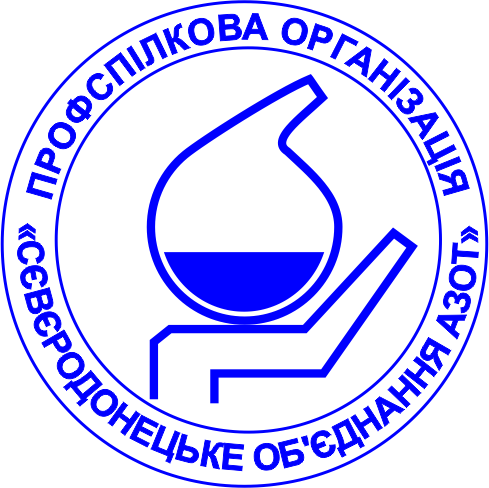 ПРОФСПІЛКОВА ОРГАНІЗАЦІЯ
«СЄВЄРОДОНЕЦЬКЕ ОБ'ЄДНАННЯ АЗОТ»